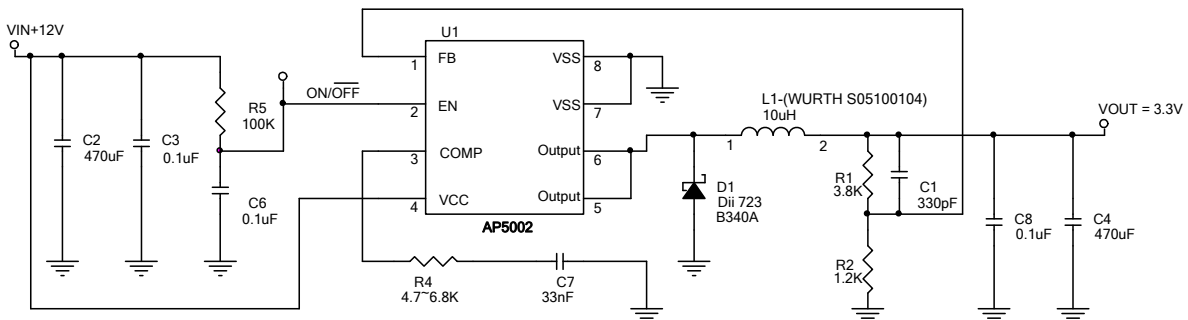 VIN+12V
U1
FB
VSS
1
8
ON/OFF
R5
100K
EN
VSS
2
7
L1-(WURTH S05100104)
10uH
VOUT = 3.3V
C2
470uF
C3
0.1uF
COMP
Output
3
6
1
2
C6
0.1uF
VCC
Output
4
5
AP5002
D1
Dii 723
B340A
R1
3.8K
C1
330pF
C8
0.1uF
C4
470uF
R4
4.7~6.8K
C7
33nF
R2
1.2K